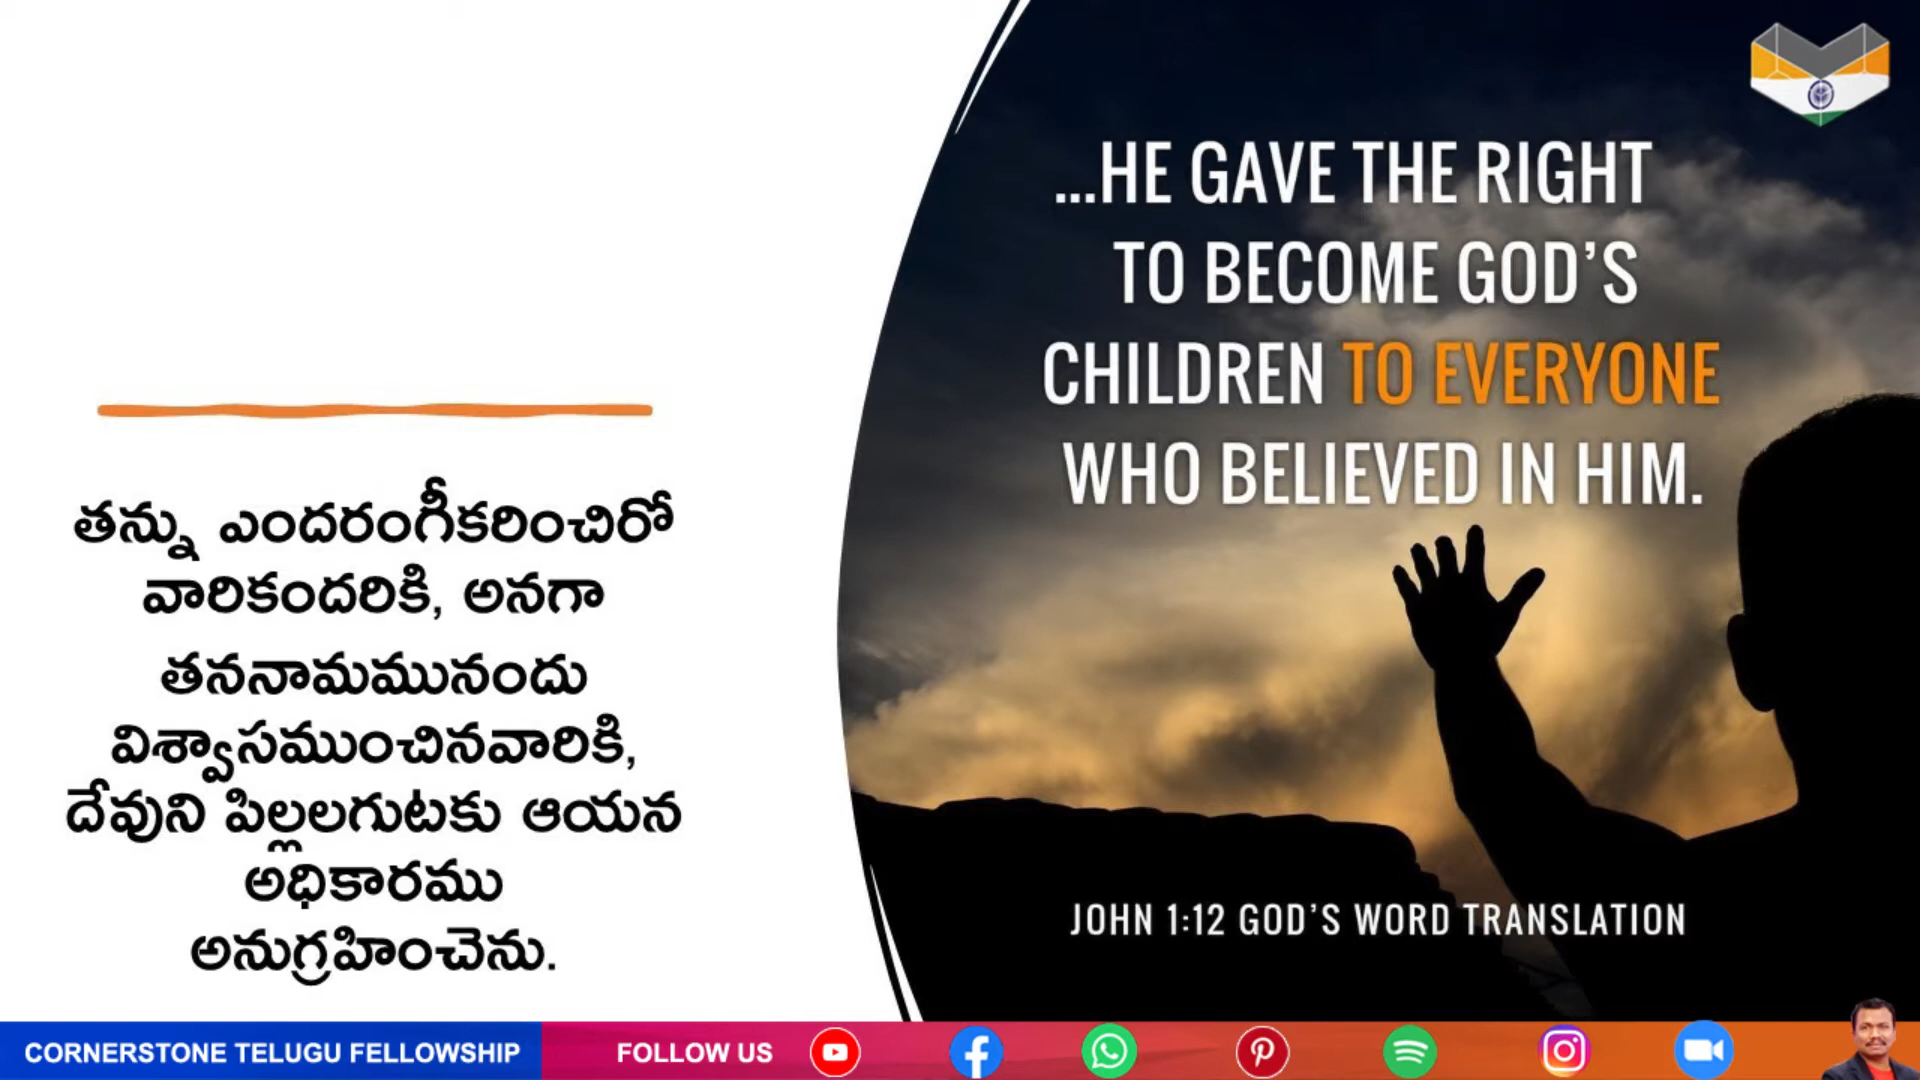 తన్ను ఎందరంగీకరించిరో
వారికందరికి, అనగా
తననామమునందు
విశ్వాసముంచినవారికి,
దేవుని పిల్లలగుటకు ఆయన
అధికారము
అనుగ్రహించెను.
...HE GAVE THE RIGHT
TO BECOME GOD'S
CHILDREN TO EVERYONE
WHO BELIEVED IN HIM.
JOHN 1:12 GOD'S WORD TRANSLATION
CORNERSTONE TELUGU FELLOWSHIP
FOLLOW US